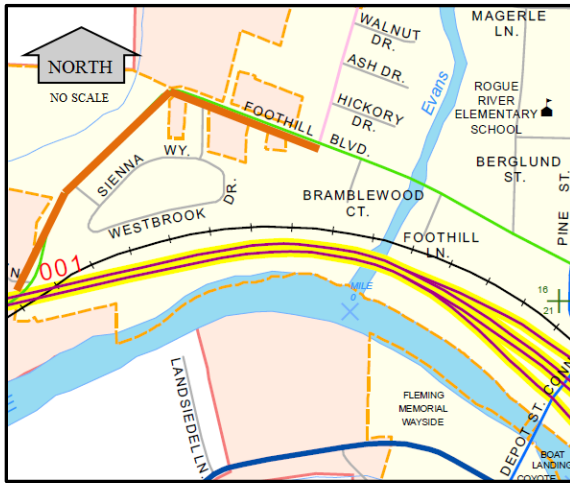 NORTH
NO SCALE
WALNUT
DR.
ASH DR.
HICKORY
DR.
FOOTHILL
BLVD.
Evans
MAGERLE
LN.
ROGUE
RIVER
ELEMENTARY
SCHOOL
BERGLUND
ST.
PINE ST.
SIENNA
WY.
WESTBROOK
DR.
BRAMBLEWOOD
CT.
FOOTHILL
LN.
001
N
MILE
0
16
21
LANDSIEDEL LN.
FLEMING
MEMORIAL
WAYSIDE
DEPOT ST. CONN
BOAT
LANDING
COYOTE
E